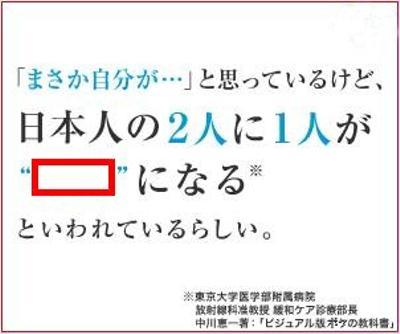 「まさか自分が…」と思っているけど、
日本人の2人に1人が
“ ”になる※
といわれているらしい。
※東京大学医学部附属病院
放射線科准教授 緩和ケア診療部長
中川恵一著:「ビジュアル版ボケの教科書」